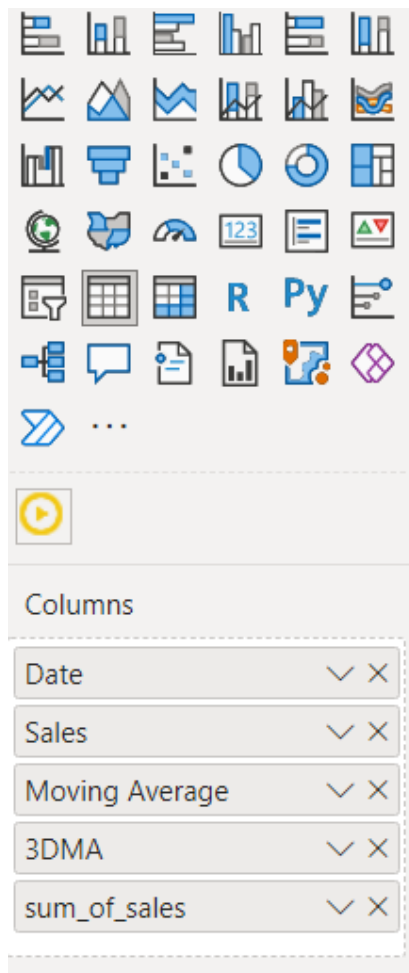 123
R Py
Columns
Date
Sales
Moving Average
3DMA
sum_of_sales